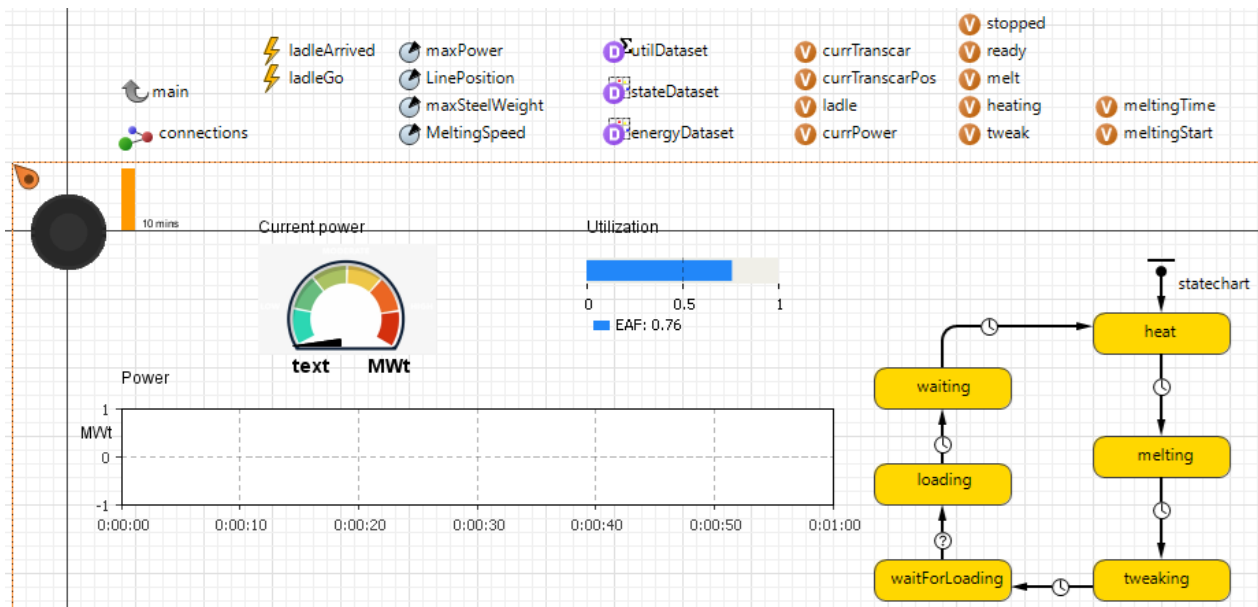 stopped
ladleArrived
maxPower
utilDataset
currTranscar
ready
ladleGo
LinePosition
currTranscarPos
melt
main
maxSteelWeight
stateDataset
ladle
heating
meltingTime
connections
MeltingSpeed
energyDataset
currPower
tweak
meltingStart
10 mins
Current power
Utilization
0
0.5
1
EAF: 0.76
text
MWt
Power
1
MWt
0
-1
0:00:00
0:00:10
0:00:20
0:00:30
0:00:40
0:00:50
0:01:00
statechart
heat
waiting
melting
loading
waitForLoading
tweaking